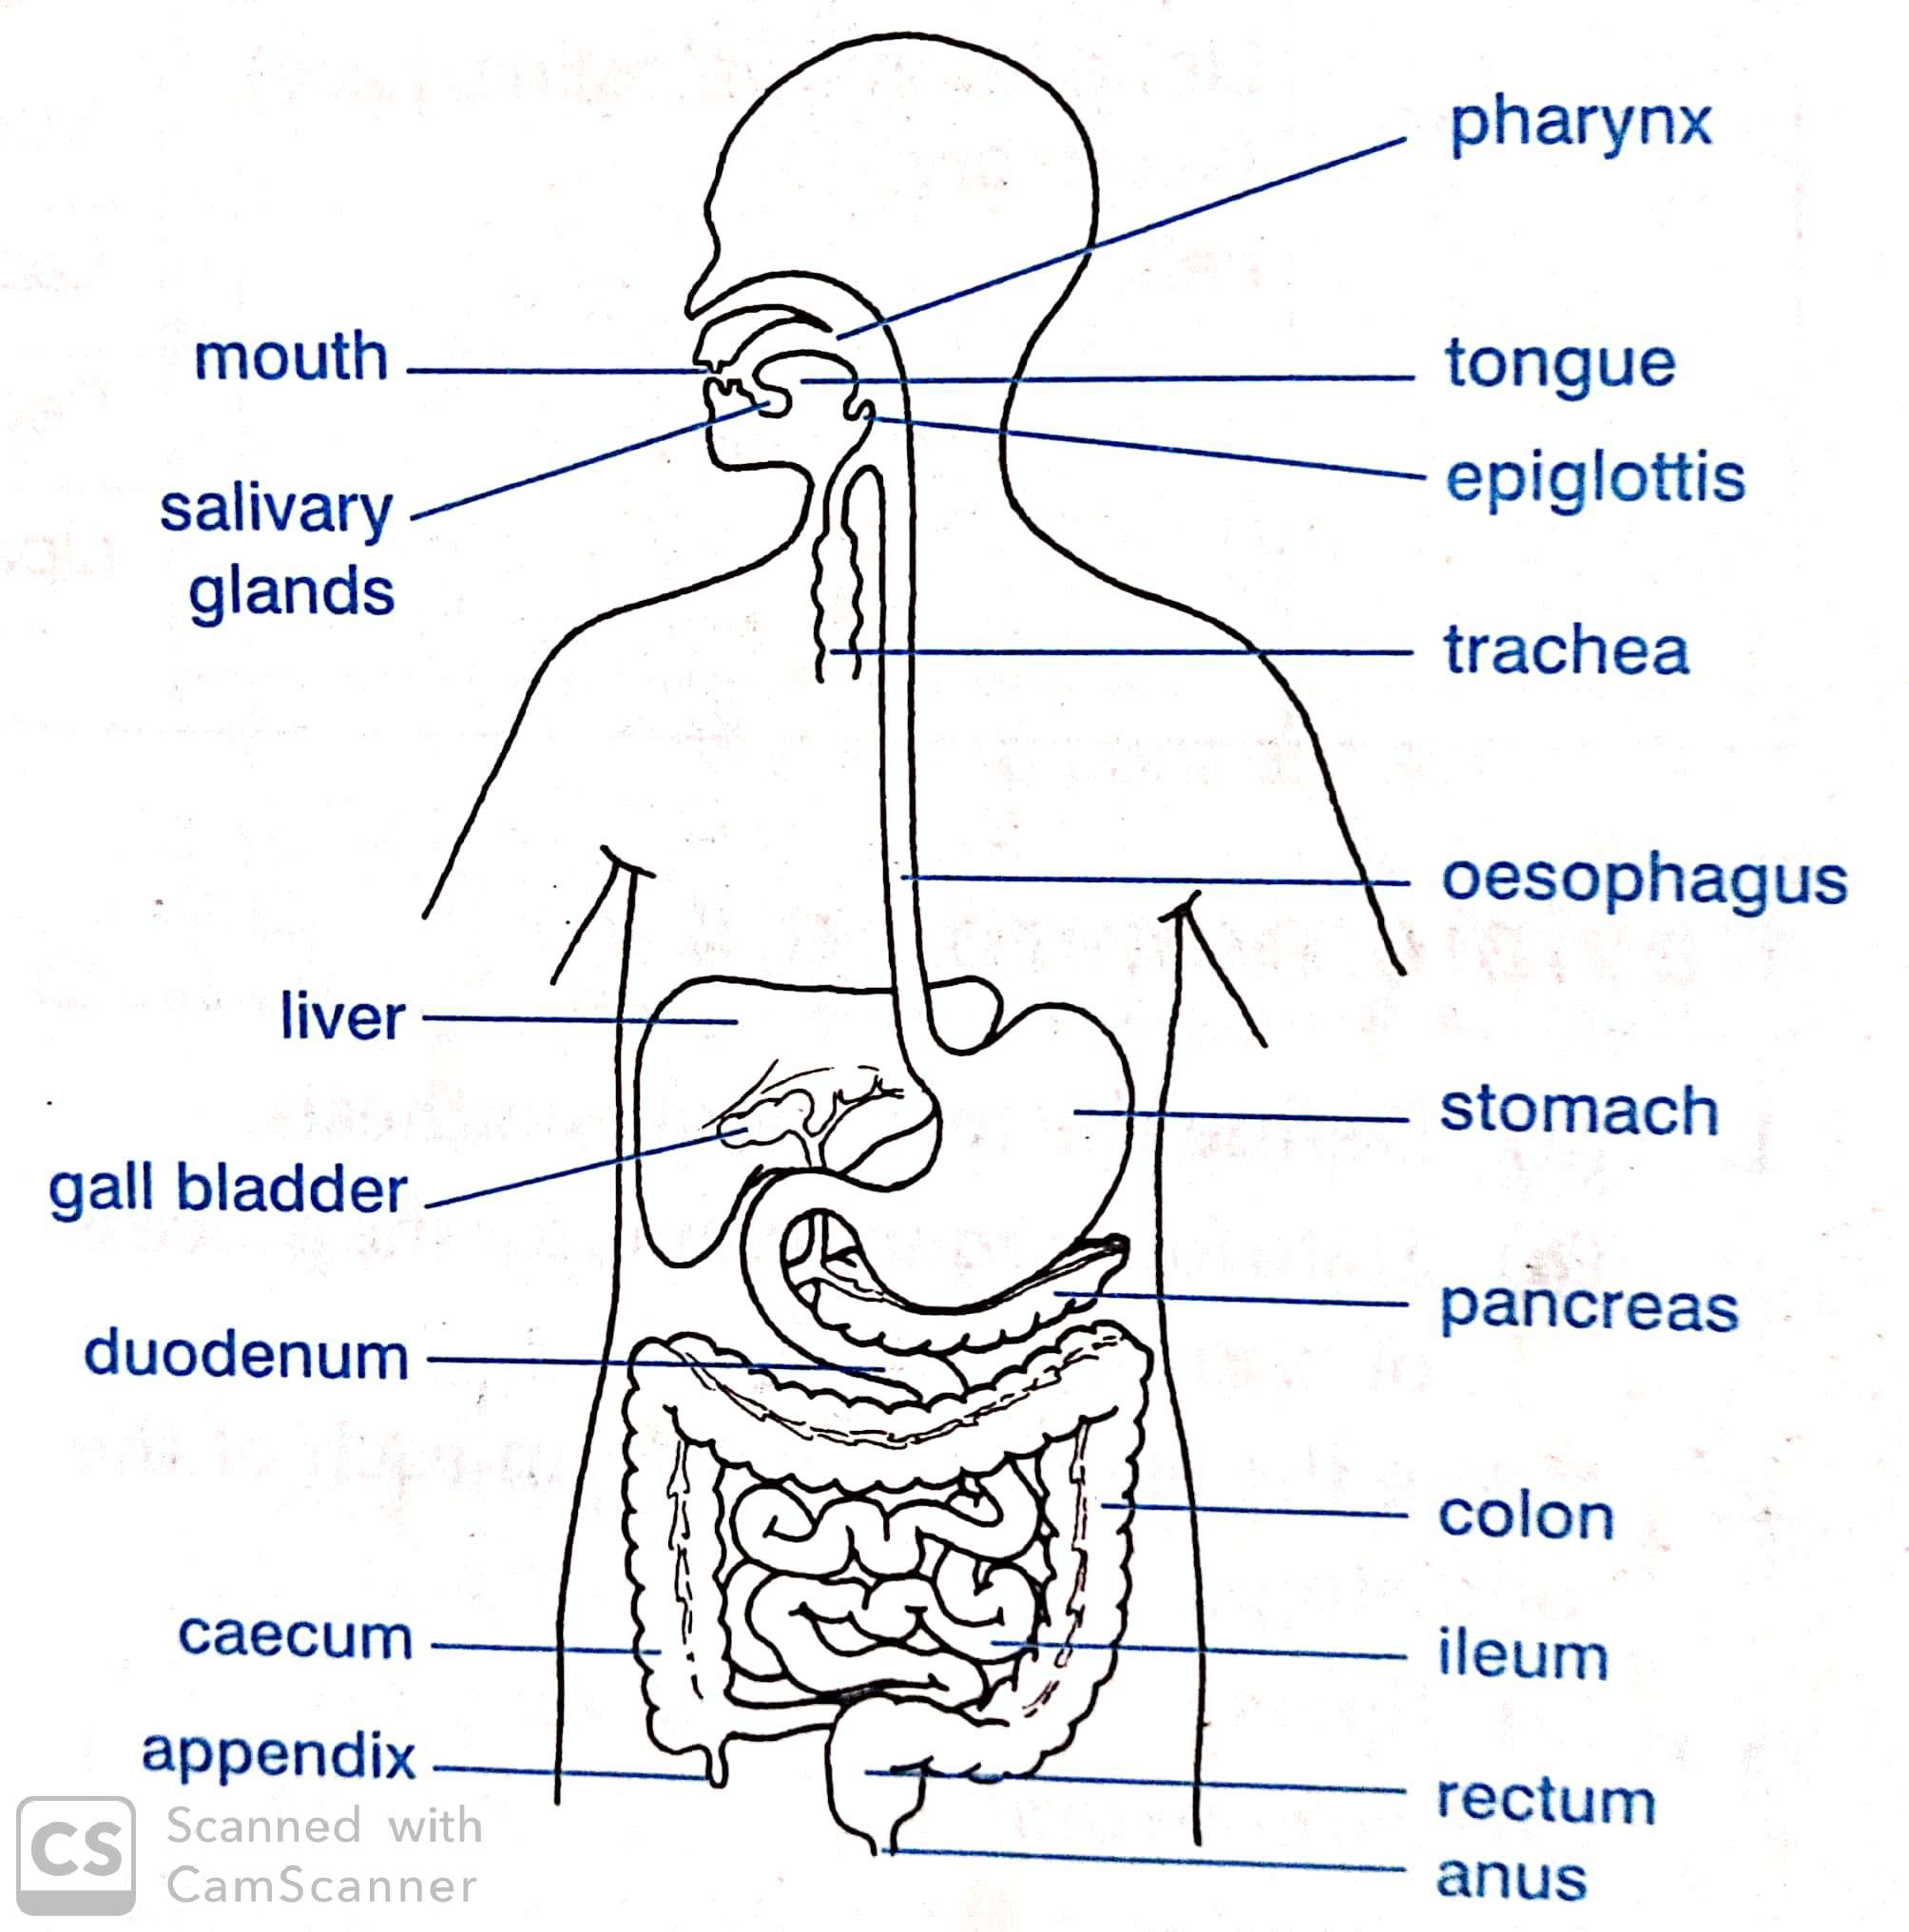 pharynx
mouth
tongue
salivary
glands
epiglottis
trachea
oesophagus
liver
stomach
gall bladder
pancreas
duodenum
colon
caecum
ileum
appendix
rectum
anus
CS
Scanned with
CamScanner